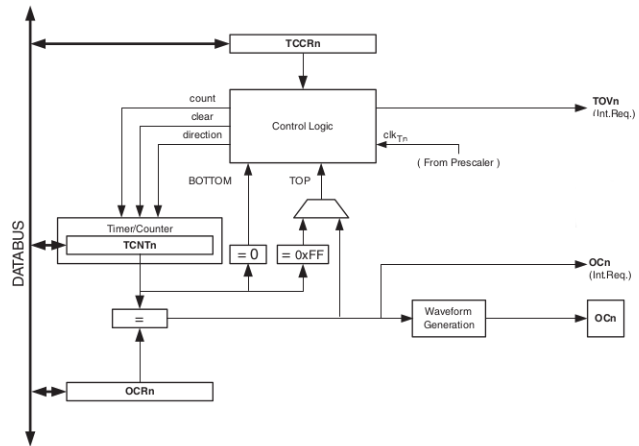 TCCRn
count
clear
direction
Control Logic
TOVn
(Int.Req.)
clkTn
( From Prescaler )
BOTTOM
TOP
Timer/Counter
TCNTn
= 0
= 0xFF
DATABUS
OCn
(Int.Req.)
=
Waveform
Generation
OCn
OCRn